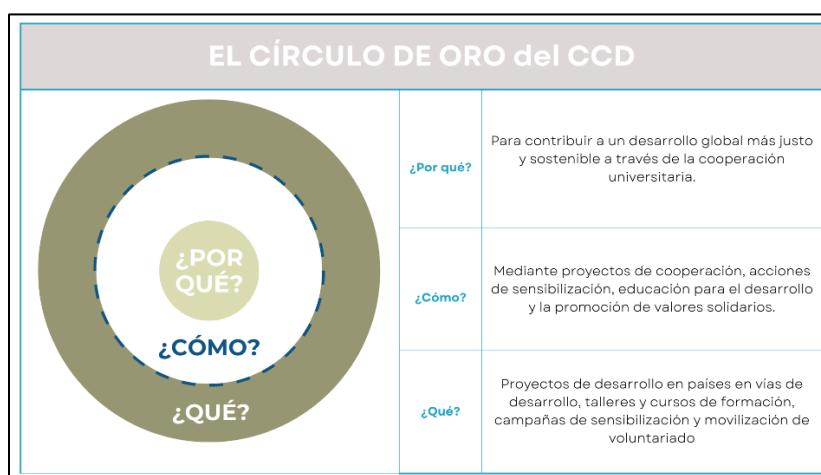 EL CÍRCULO DE ORO del CCD
¿POR
QUÉ?
¿CÓMO?
¿QUÉ?
¿Por qué?
Para contribuir a un desarrollo global más justo
y sostenible a través de la cooperación
universitaria.
¿Cómo?
Mediante proyectos de cooperación, acciones
de sensibilización, educación para el desarrollo
y la promoción de valores solidarios.
¿Qué?
Proyectos de desarrollo en países en vías de
desarrollo, talleres y cursos de formación,
campañas de sensibilización y movilización de
voluntariado